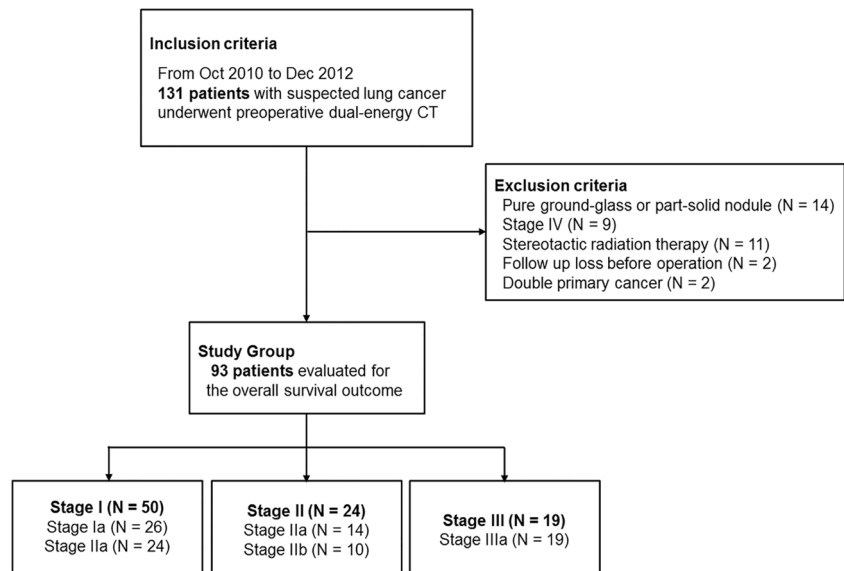 Inclusion criteria
From Oct 2010 to Dec 2012
131 patients with suspected lung cancer
underwent preoperative dual-energy CT
Exclusion criteria
Pure ground-glass or part-solid nodule (N = 14)
Stage IV (N = 9)
Stereotactic radiation therapy (N = 11)
Follow up loss before operation (N = 2)
Double primary cancer (N = 2)
Study Group
93 patients evaluated for
the overall survival outcome
Stage I (N = 50)
Stage Ia (N = 26)
Stage IIa (N = 24)
Stage II (N = 24)
Stage IIa (N = 14)
Stage IIb (N = 10)
Stage III (N = 19)
Stage IIIa (N = 19)